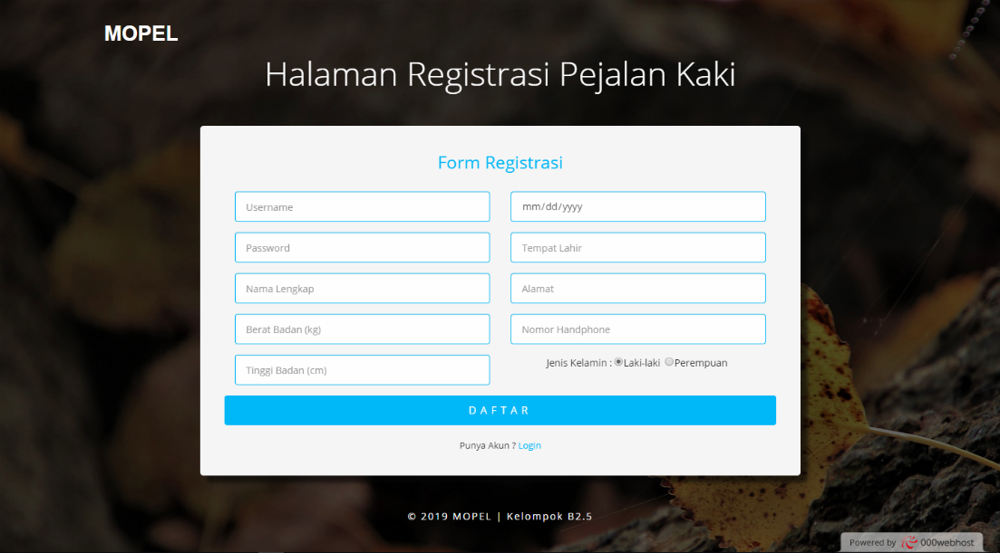 MOPEL
Halaman Registrasi Pejalan Kaki
Form Registrasi
Username
mm/dd/yyyy
Password
Tempat Lahir
Nama Lengkap
Alamat
Berat Badan (kg)
Nomor Handphone
Tinggi Badan (cm)
Jenis Kelamin : Laki-laki Perempuan
DAFTAR
Punya Akun ? Login
© 2019 MOPEL | Kelompok B2.5
Powered by 000webhost